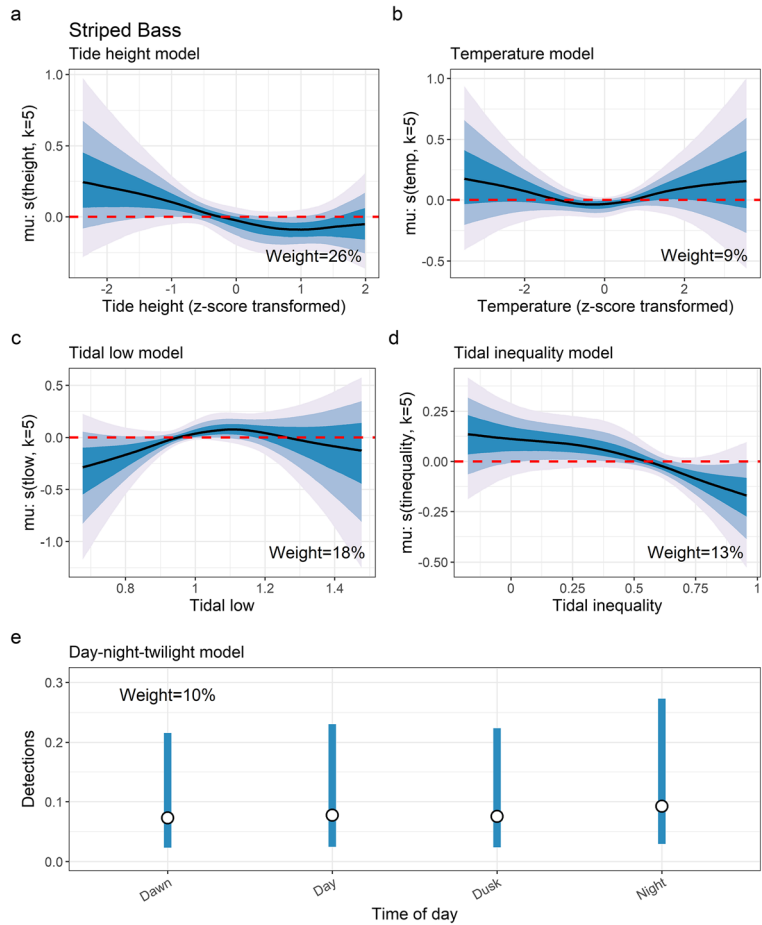 a
Striped Bass
Tide height model
1.0
0.5
0.0
mu: s(theight, k=5)
Weight=26%
-2
-1
0
1
2
Tide height (z-score transformed)
b
Temperature model
1.0
0.5
0.0
-0.5
mu: s(temp, k=5)
Weight=9%
-2
0
2
Temperature (z-score transformed)
c
Tidal low model
0.5
0.0
-0.5
-1.0
mu: s(tlow, k=5)
Weight=18%
0.8
1
1.2
1.4
Tidal low
d
Tidal inequality model
0.25
0.00
-0.25
-0.50
mu: s(tinequality, k=5)
Weight=13%
0
0.25
0.5
0.75
1
Tidal inequality
e
Day-night-twilight model
Weight=10%
0.3
0.2
0.1
0.0
Detections
Dawn
Day
Dusk
Night
Time of day